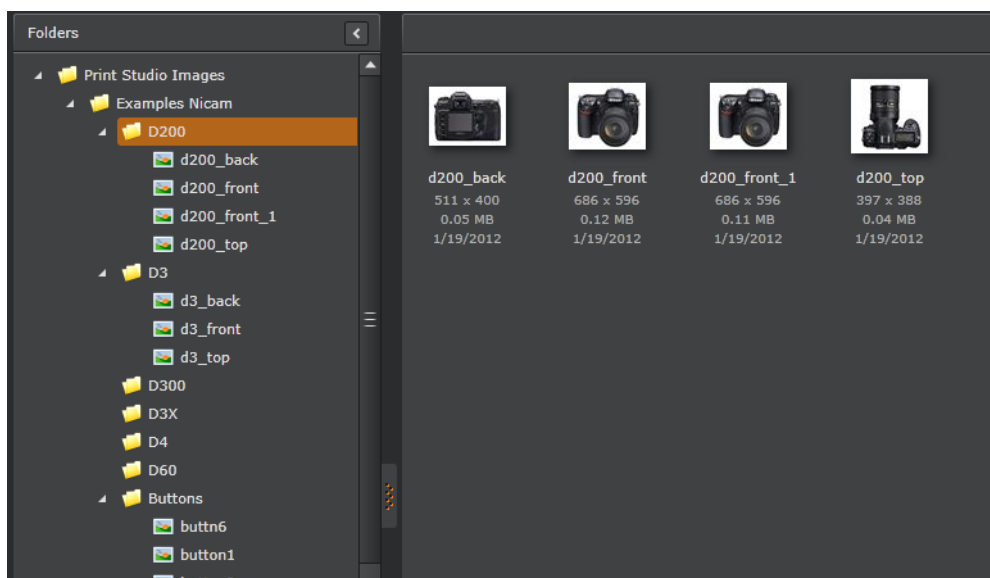 Folders
Print Studio Images
Examples Nicam
D200
d200_back
d200_front
d200_front_1
d200_top
D3
d3_back
d3_front
d3_top
D300
D3X
D4
D60
Buttons
buttn6
button1
d200_back
511 x 400
0.05 MB
1/19/2012
d200_front
686 x 596
0.12 MB
1/19/2012
d200_front_1
686 x 596
0.11 MB
1/19/2012
d200_top
397 x 388
0.04 MB
1/19/2012